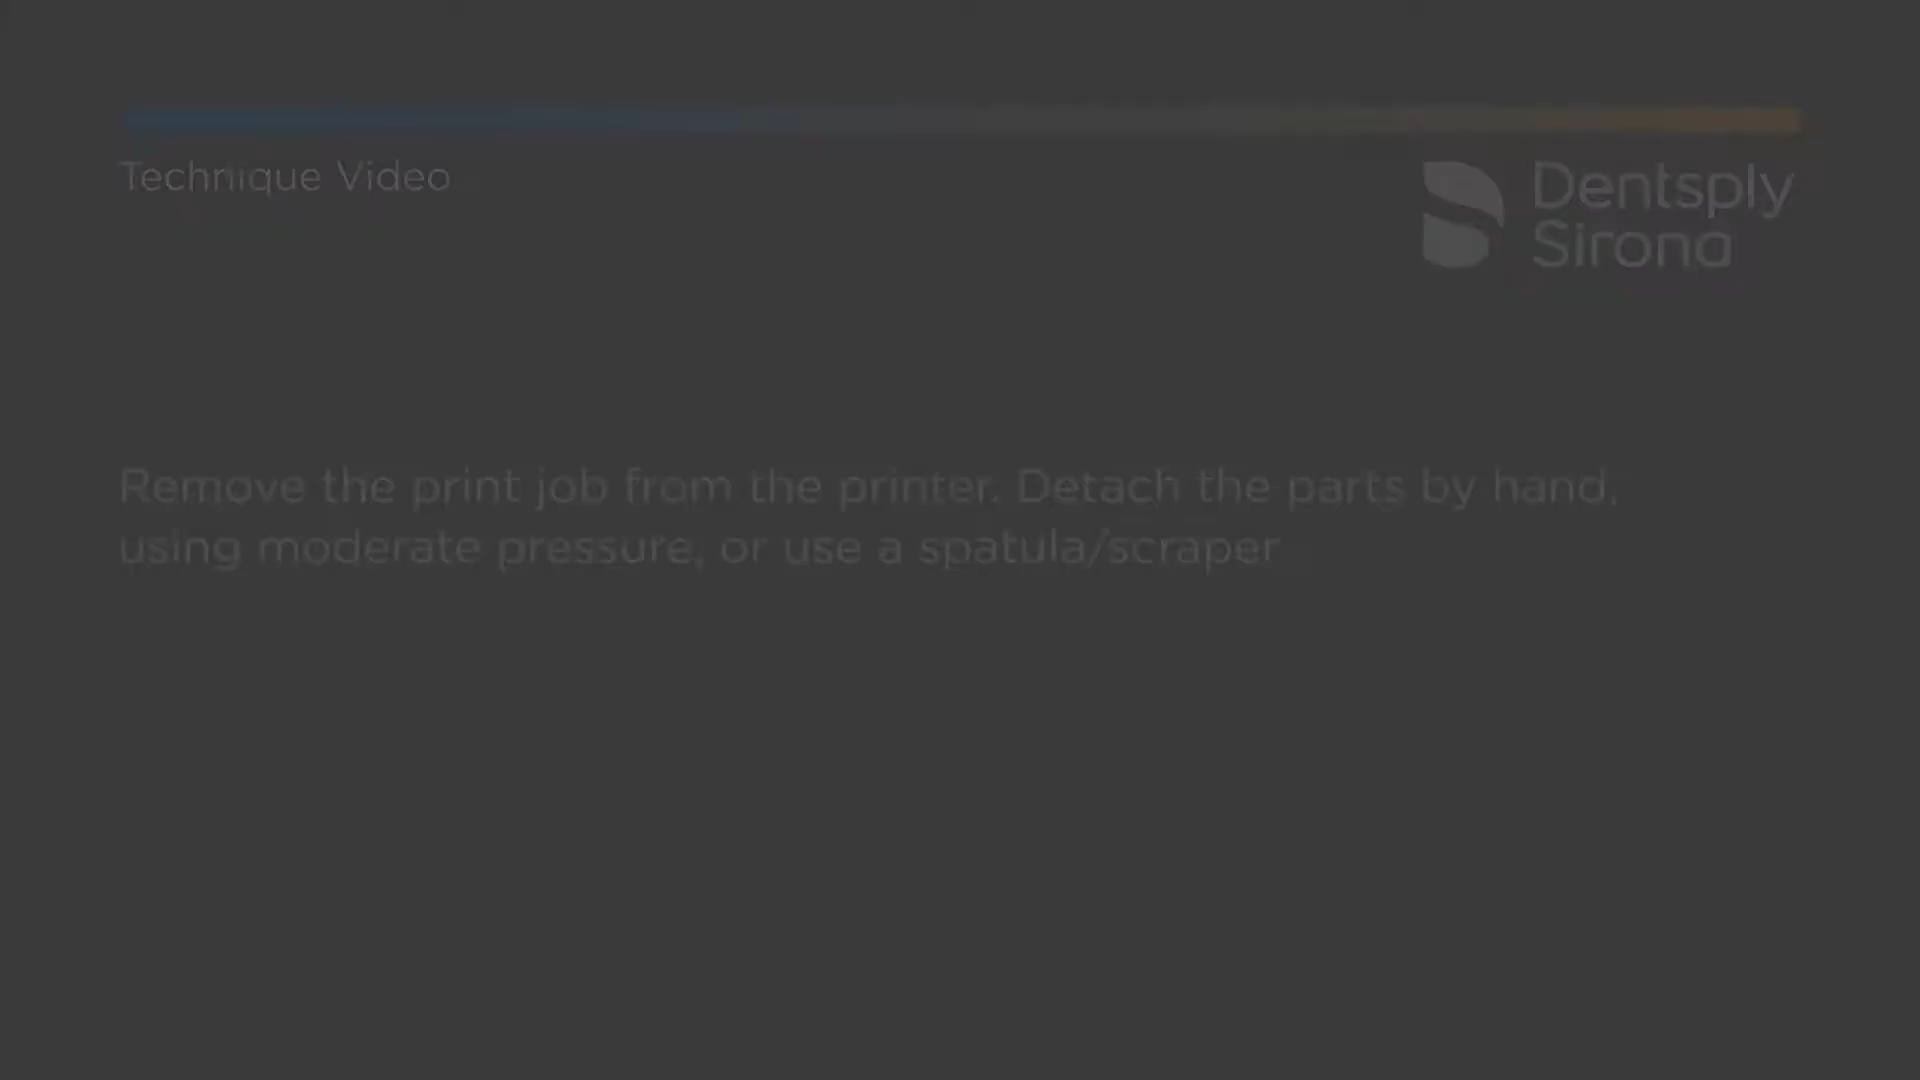 Technique Video
Dentsply
Sirona
Remove the print job from the printer. Detach the parts by hand,
using moderate pressure, or use a spatula/scraper